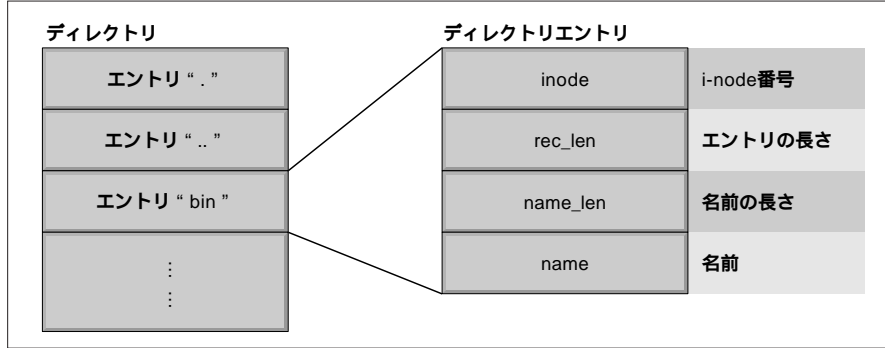 ディレクトリ
エントリ“ . ”
エントリ“ .. ”
エントリ“ bin ”
⋮
⋮
ディレクトリエントリ
inode
i-node番号
rec_len
エントリの長さ
name_len
名前の長さ
name
名前